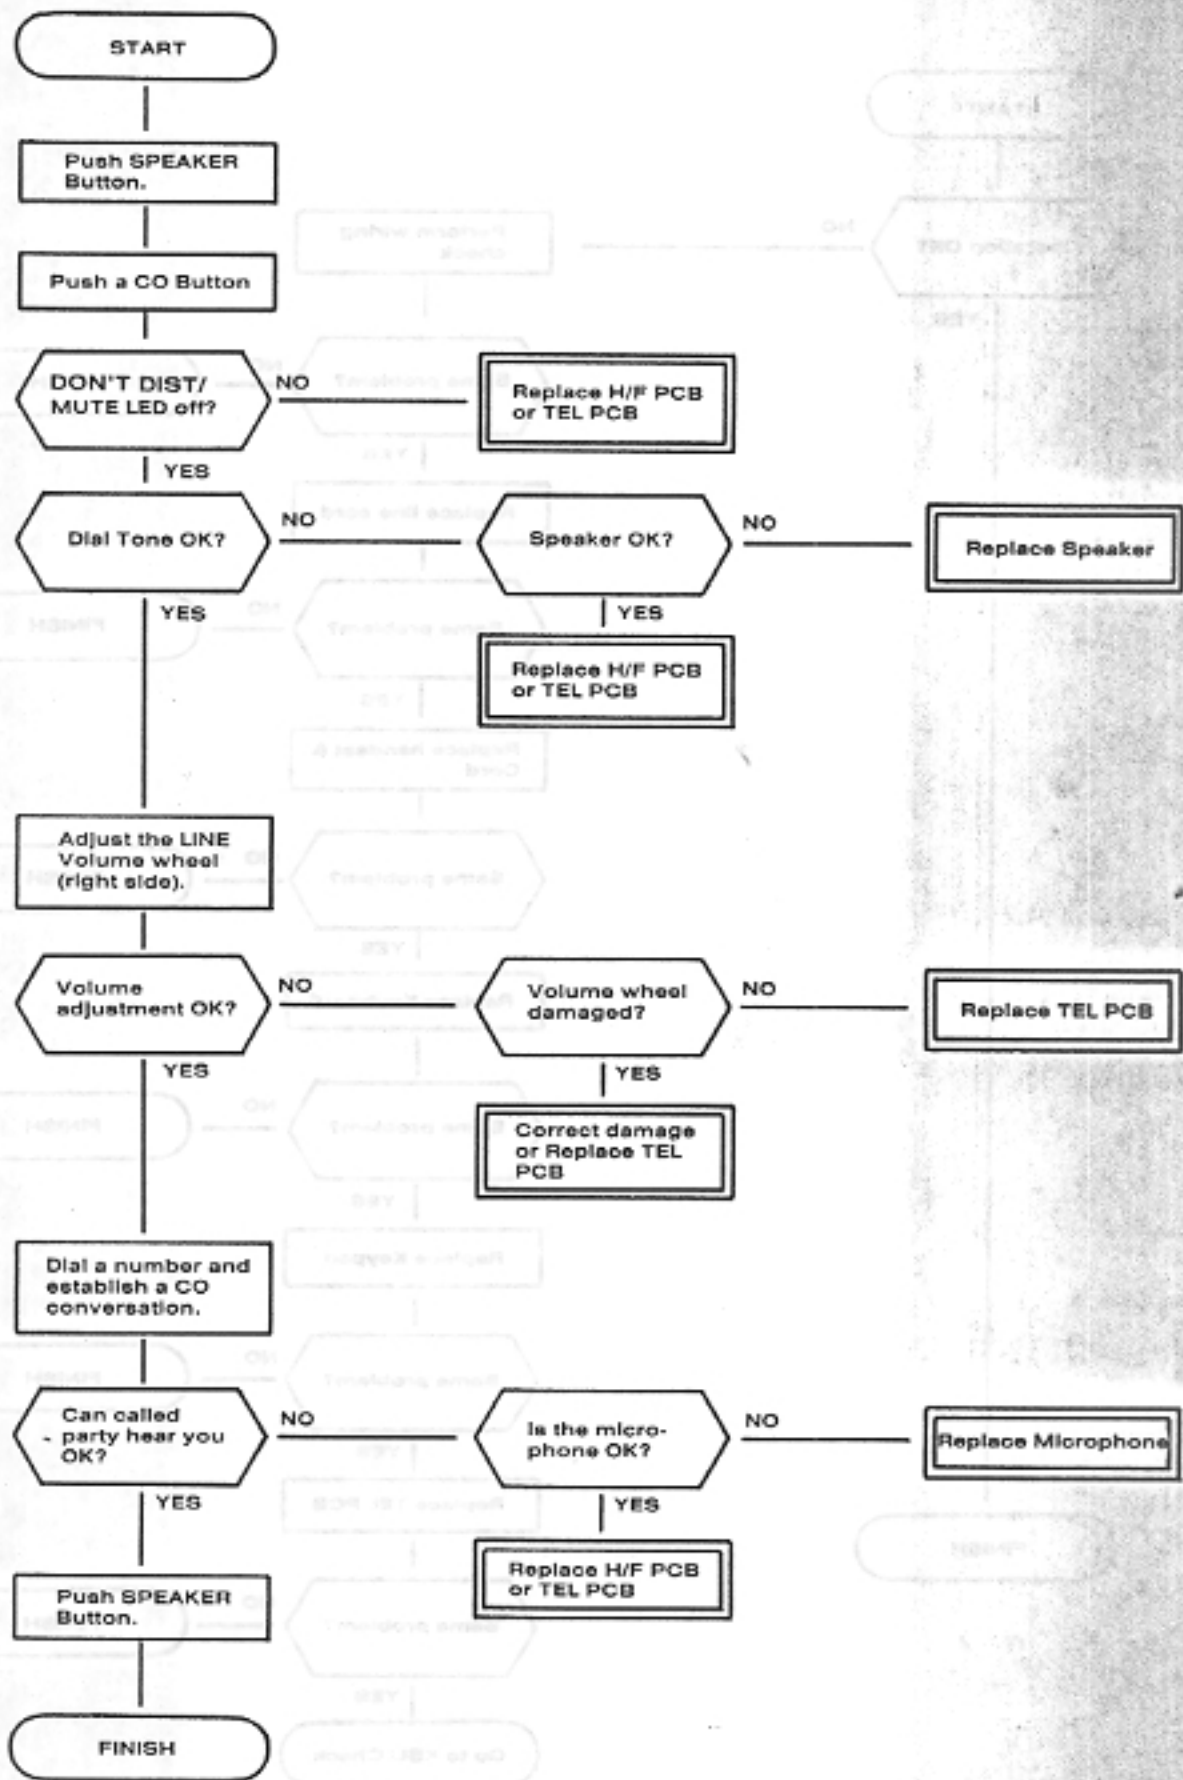 START
Push SPEAKER
Button.
Push a CO Button
DON'T DIST/
MUTE LED off?
NO
Replace H/F PCB
or TEL PCB
YES
Dial Tone OK?
NO
Speaker OK?
NO
Replace Speaker
YES
YES
Replace H/F PCB
or TEL PCB
Adjust the LINE
Volume wheel
(right side).
Volume
adjustment OK?
NO
Volume wheel
damaged?
NO
Replace TEL PCB
YES
YES
Correct damage
or Replace TEL
PCB
Dial a number and
establish a CO
conversation.
Can called
party hear you
OK?
NO
Is the micro-
phone OK?
NO
Replace Microphone
YES
YES
Replace H/F PCB
or TEL PCB
Push SPEAKER
Button.
FINISH